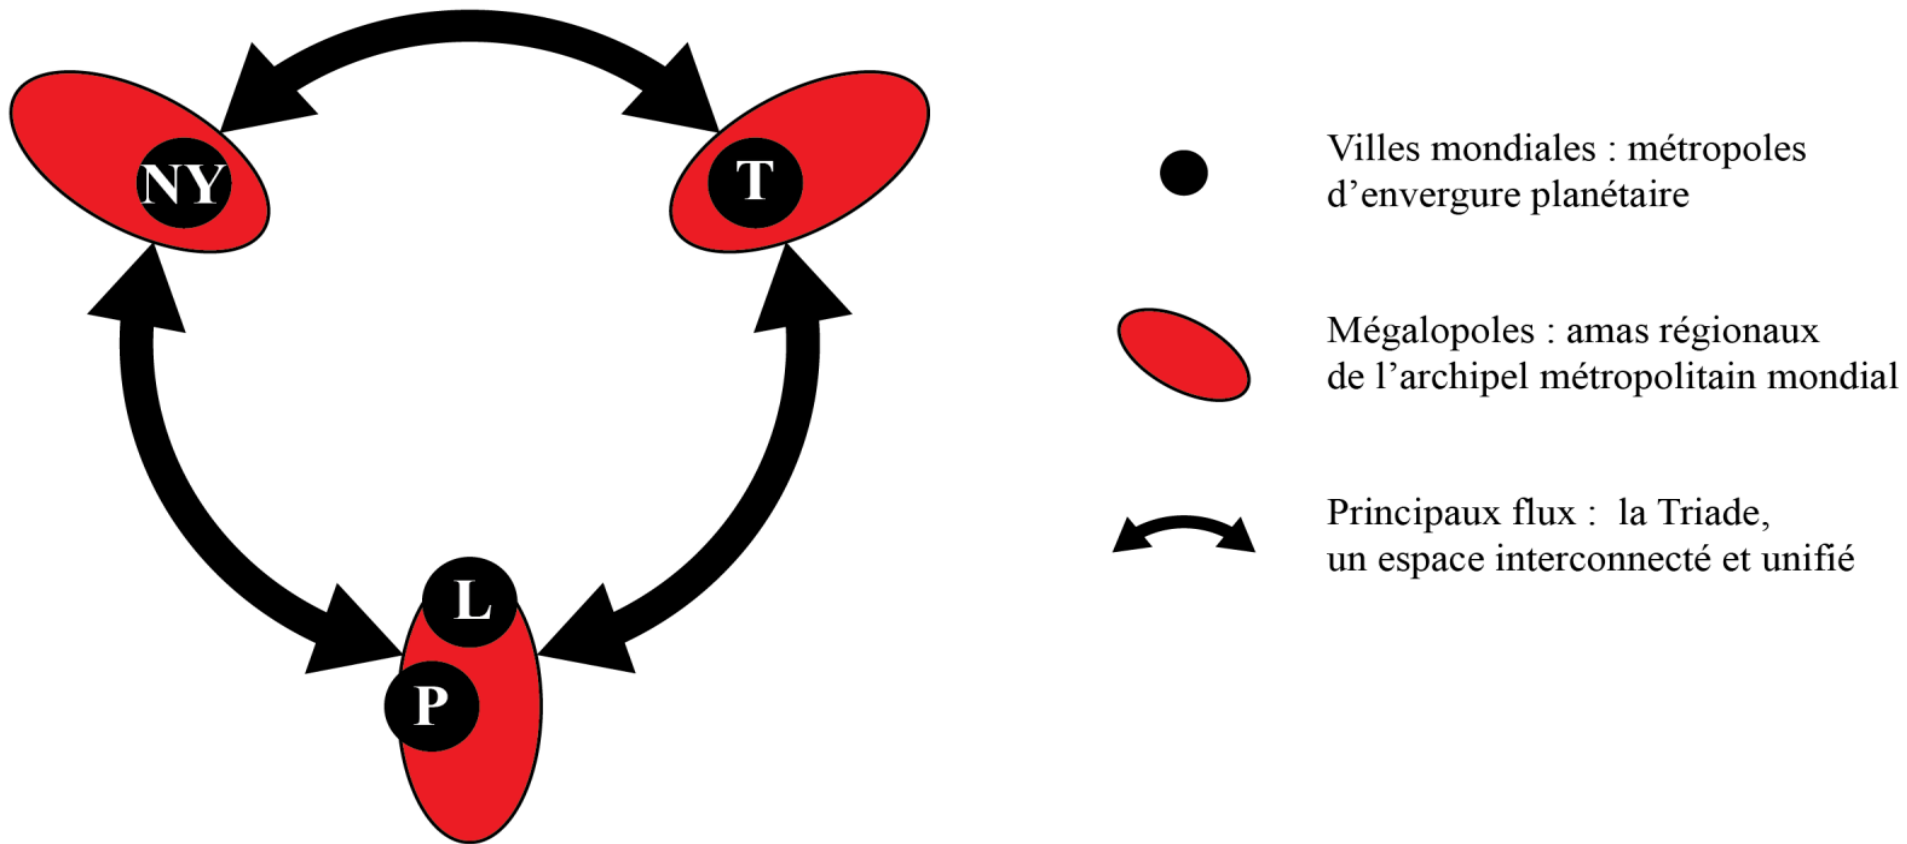 NY
T
L
P
Villes mondiales : métropoles
d’envergure planétaire
Mégalopoles : amas régionaux
de l’archipel métropolitain mondial
Principaux flux :  la Triade,
un espace interconnecté et unifié